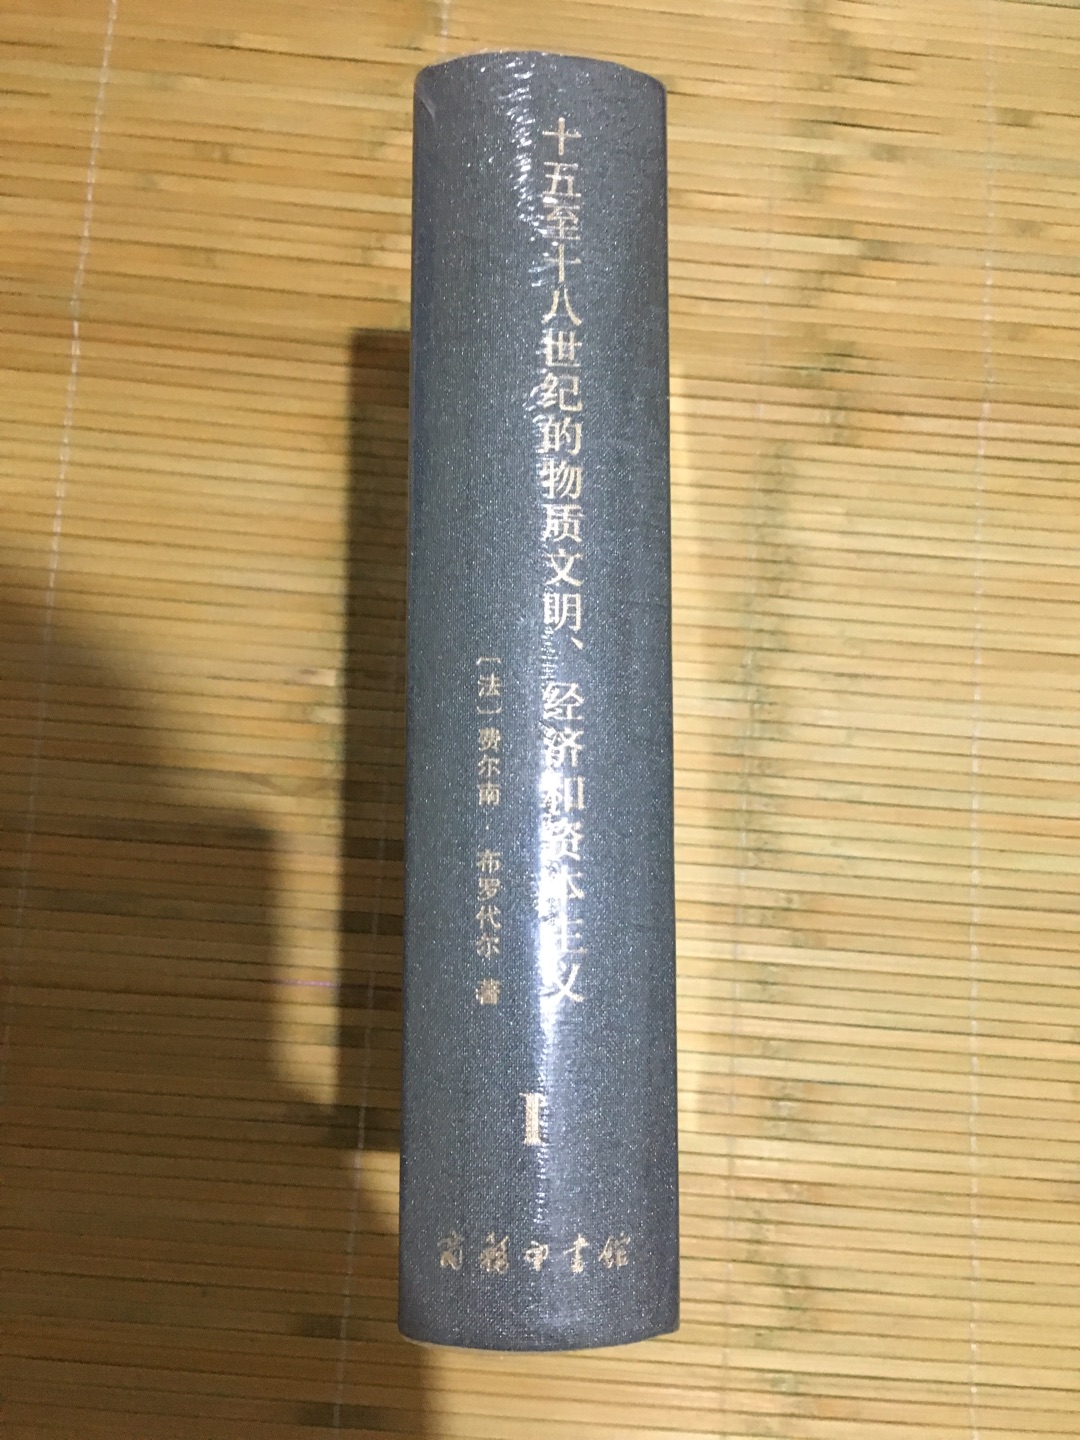 十五至十八世纪的物质文明、经济和资本主义
〔法〕费尔南·布罗代尔 著
I
商务印书馆